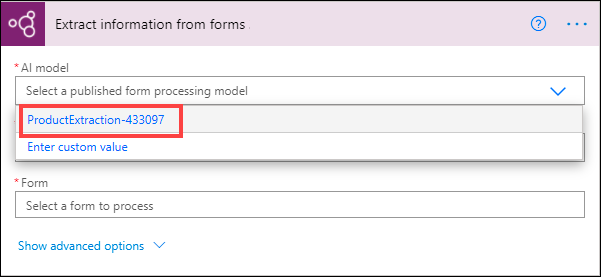 Extract information from forms
* AI model
Select a published form processing model
ProductExtraction-433097
Enter custom value
* Form
Select a form to process
Show advanced options